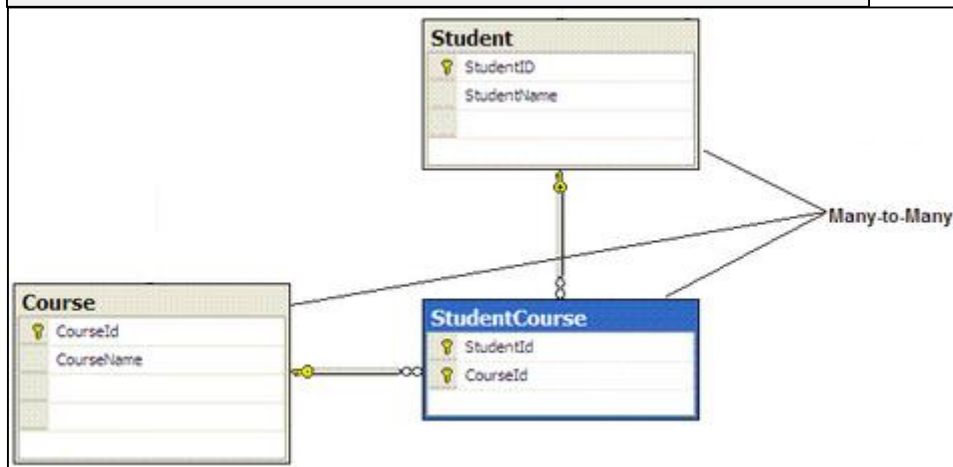 Student
StudentID
StudentName
Many-to-Many
Course
CourseId
CourseName
StudentCourse
StudentId
CourseId